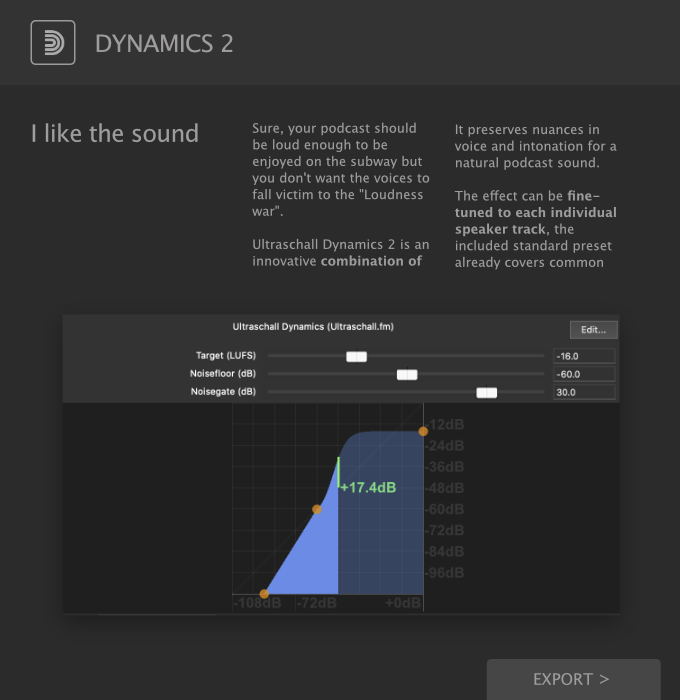 DYNAMICS 2
I like the sound
Sure, your podcast should
be loud enough to be
enjoyed on the subway but
you don't want the voices to
fall victim to the "Loudness
war".
Ultraschall Dynamics 2 is an
innovative combination of
It preserves nuances in
voice and intonation for a
natural podcast sound.
The effect can be fine-
tuned to each individual
speaker track, the
included standard preset
already covers common
Ultraschall Dynamics (Ultraschall.fm)
Edit...
Target (LUFS)
-16.0
Noisefloor (dB)
-60.0
Noisegate (dB)
30.0
-12dB
-24dB
-36dB
+17.4dB
-48dB
-60dB
-72dB
-84dB
-96dB
-108dB
-72dB
+0dB
EXPORT >